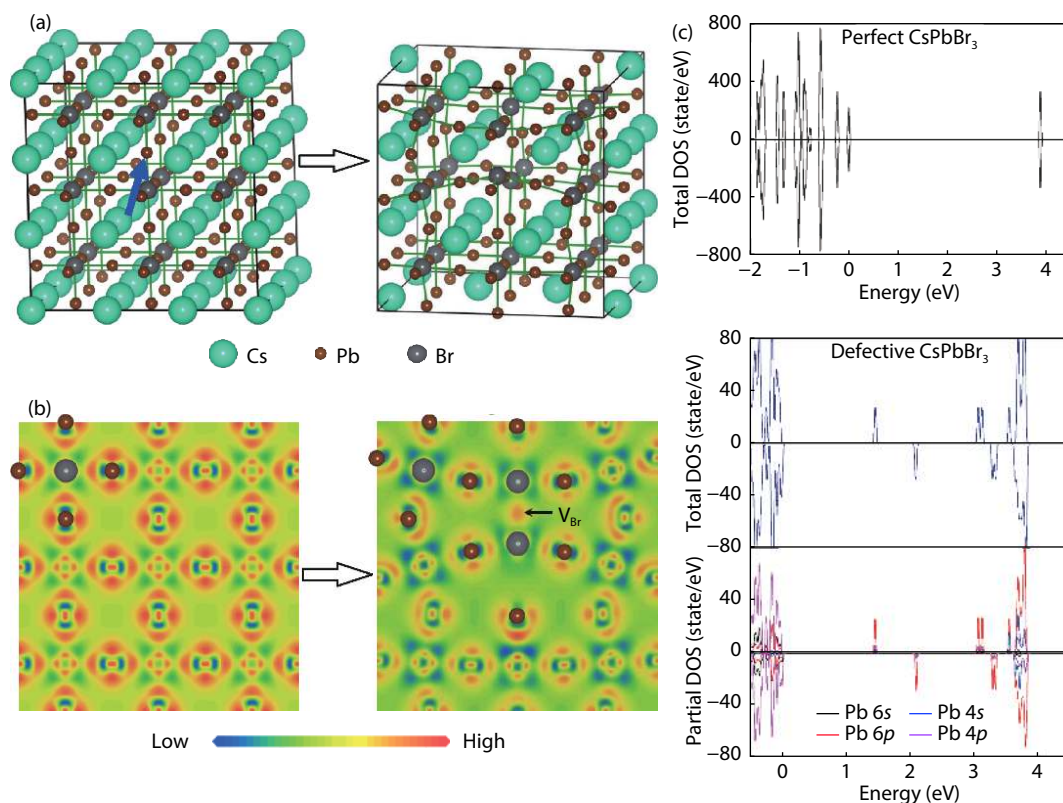 (a)
Cs Pb Br
(b)
V_Br
Low High
(c)
Perfect CsPbBr₃
Total DOS (state/eV)
800
400
0
−400
−800
−2 −1 0 1 2 3 4
Energy (eV)
Defective CsPbBr₃
Total DOS (state/eV)
80
40
0
−40
−80
Partial DOS (state/eV)
40
0
−40
−80
Pb 6s Pb 4s
Pb 6p Pb 4p
0 1 2 3 4
Energy (eV)